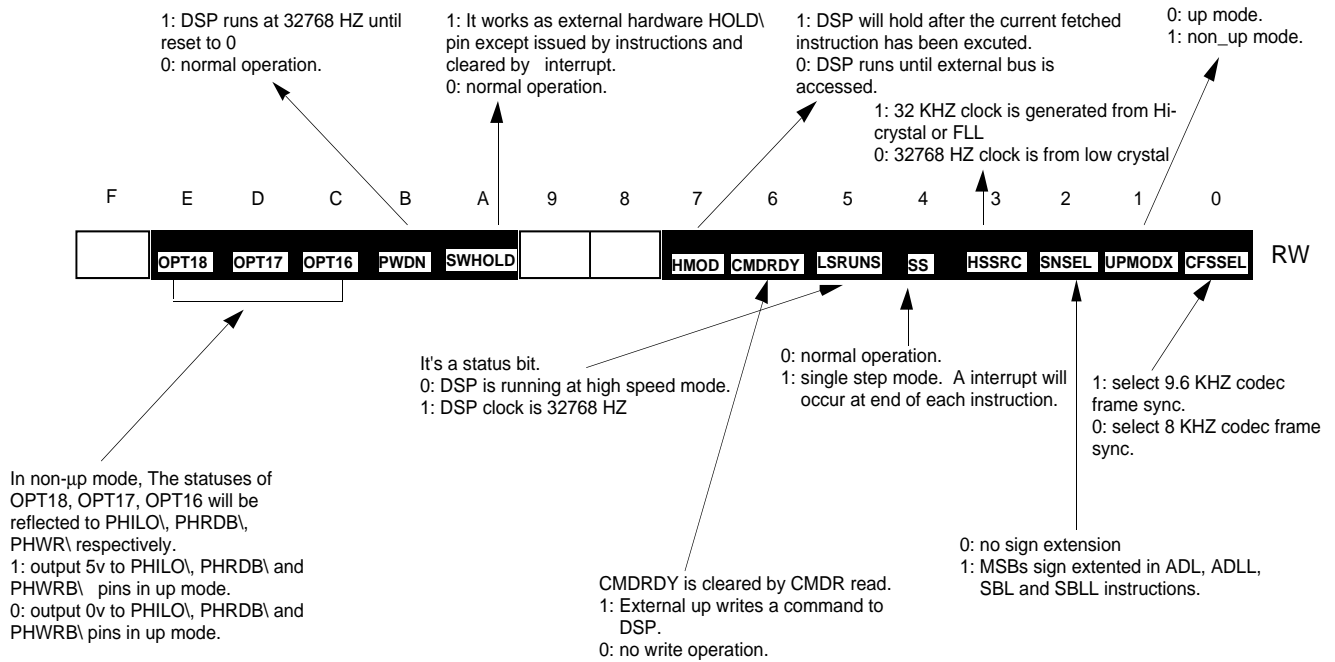 1: DSP runs at 32768 HZ until
reset to 0
0: normal operation.
1: It works as external hardware HOLD\
pin except issued by instructions and
cleared by interrupt.
0: normal operation.
1: DSP will hold after the current fetched
instruction has been excuted.
0: DSP runs until external bus is
accessed.
0: up mode.
1: non_up mode.
1: 32 KHZ clock is generated from Hi-
crystal or FLL
0: 32768 HZ clock is from low crystal
F E D C B A 9 8 7 6 5 4 3 2 1 0
OPT18 OPT17 OPT16 PWDN SWHOLD HMOD CMDRDY LSRUNS SS HSSRC SNSEL UPMODX CFSSEL RW
It's a status bit.
0: DSP is running at high speed mode.
1: DSP clock is 32768 HZ
0: normal operation.
1: single step mode. A interrupt will
occur at end of each instruction.
1: select 9.6 KHZ codec
frame sync.
0: select 8 KHZ codec frame
sync.
In non-μp mode, The statuses of
OPT18, OPT17, OPT16 will be
reflected to PHILO\, PHRDB\,
PHWR\ respectively.
1: output 5v to PHILO\, PHRDB\ and
PHWRB\ pins in up mode.
0: output 0v to PHILO\, PHRDB\ and
PHWRB\ pins in up mode.
CMDRDY is cleared by CMDR read.
1: External up writes a command to
DSP.
0: no write operation.
0: no sign extension
1: MSBs sign extented in ADL, ADLL,
SBL and SBLL instructions.